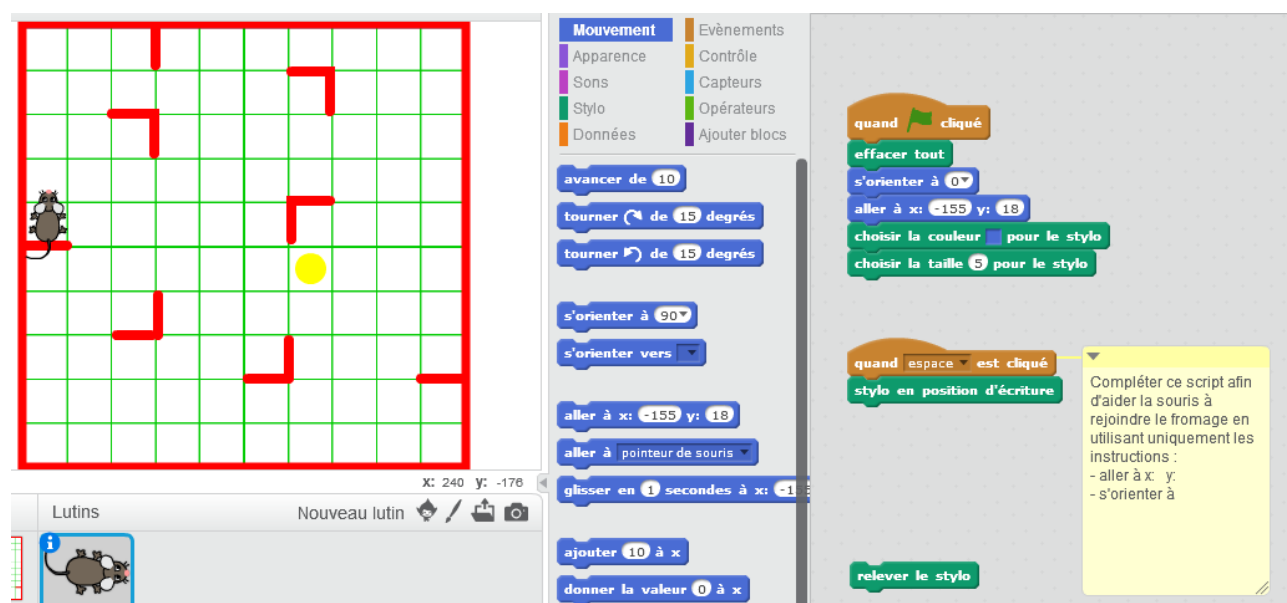 Mouvement
Evènements
Apparence
Contrôle
Sons
Capteurs
Stylo
Opérateurs
Données
Ajouter blocs
avancer de 10
tourner de 15 degrés
tourner de 15 degrés
s'orienter à 90
s'orienter vers
aller à x: -155 y: 18
aller à pointeur de souris
glisser en 1 secondes à x: -15
ajouter 10 à x
donner la valeur 0 à x
x: 240 y: -176
Lutins
Nouveau lutin
quand cliqué
effacer tout
s'orienter à 0
aller à x: -155 y: 18
choisir la couleur pour le stylo
choisir la taille 5 pour le stylo
quand espace est cliqué
stylo en position d'écriture
relever le stylo
Compléter ce script afin
d'aider la souris à
rejoindre le fromage en
utilisant uniquement les
instructions :
- aller à x: y:
- s'orienter à